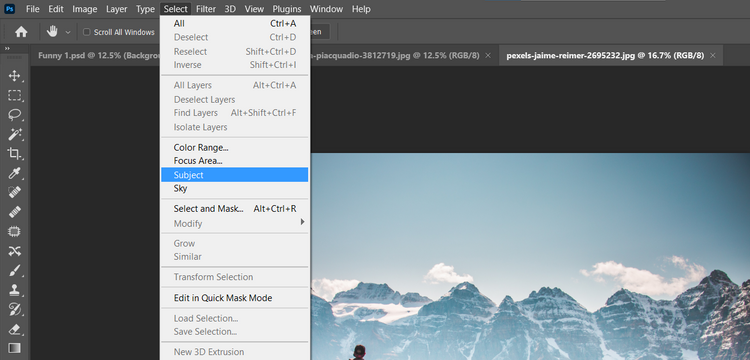 Ps File Edit Image Layer Type Select Filter 3D View Plugins Window Help
Scroll All Windows
Funny 1.psd @ 12.5% (Backgro
-piacquadio-3812719.jpg @ 12.5% (RGB/8) ×
pexels-jaime-reimer-2695232.jpg @ 16.7% (RGB/8) ×
All Ctrl+A
Deselect Ctrl+D
Reselect Shift+Ctrl+D
Inverse Shift+Ctrl+I
All Layers Alt+Ctrl+A
Deselect Layers
Find Layers Alt+Shift+Ctrl+F
Isolate Layers
Color Range...
Focus Area...
Subject
Sky
Select and Mask... Alt+Ctrl+R
Modify
Grow
Similar
Transform Selection
Edit in Quick Mask Mode
Load Selection...
Save Selection...
New 3D Extrusion